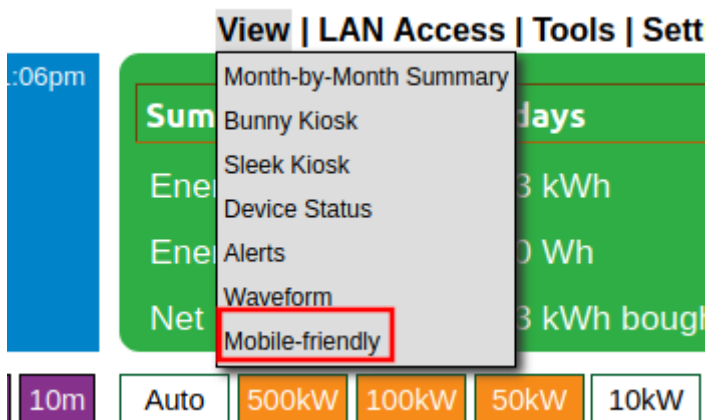 View | LAN Access | Tools | Sett
:06pm
Month-by-Month Summary
Sum
days
Bunny Kiosk
Sleek Kiosk
Ener
3 kWh
Device Status
Alerts
Ener
0 Wh
Waveform
Net
3 kWh bough
Mobile-friendly
10m
Auto
500kW
100kW
50kW
10kW